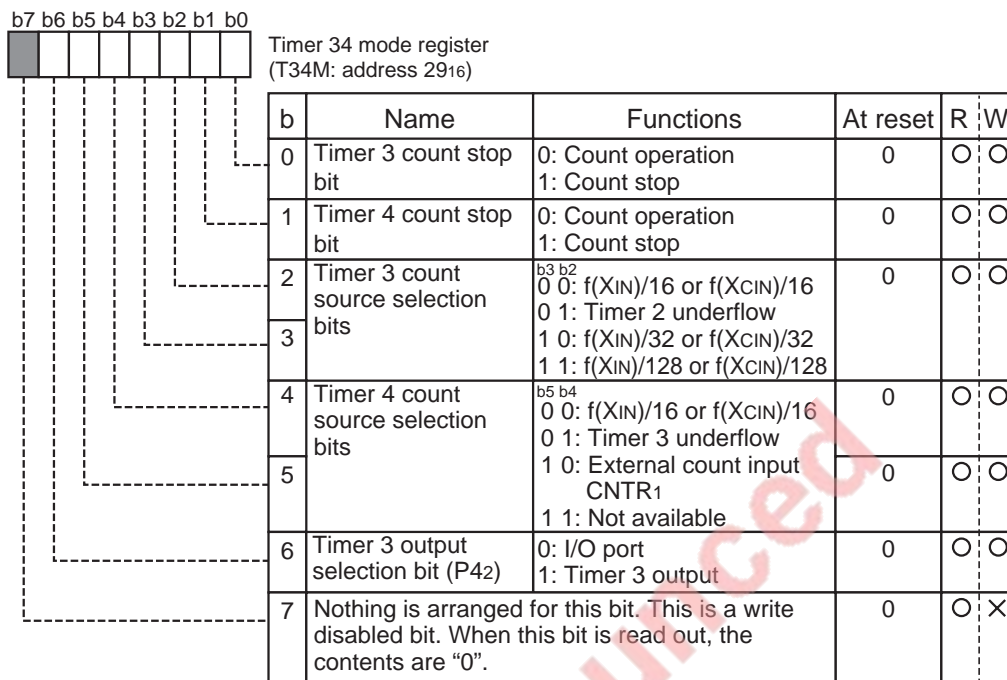 b7 b6 b5 b4 b3 b2 b1 b0
Timer 34 mode register
(T34M: address 2916)
b Name Functions At reset R W
0 Timer 3 count stop bit 0: Count operation 0 O O
1: Count stop
1 Timer 4 count stop bit 0: Count operation 0 O O
1: Count stop
2 Timer 3 count source selection bits b3 b2 0 O O
0 0: f(XIN)/16 or f(XCIN)/16
0 1: Timer 2 underflow
3 1 0: f(XIN)/32 or f(XCIN)/32
1 1: f(XIN)/128 or f(XCIN)/128
4 Timer 4 count source selection bits b5 b4 0 O O
0 0: f(XIN)/16 or f(XCIN)/16
0 1: Timer 3 underflow
5 1 0: External count input 0 O O
CNTR1
1 1: Not available
6 Timer 3 output selection bit (P42) 0: I/O port 0 O O
1: Timer 3 output
7 Nothing is arranged for this bit. This is a write 0 O ×
disabled bit. When this bit is read out, the
contents are “0”.
unced